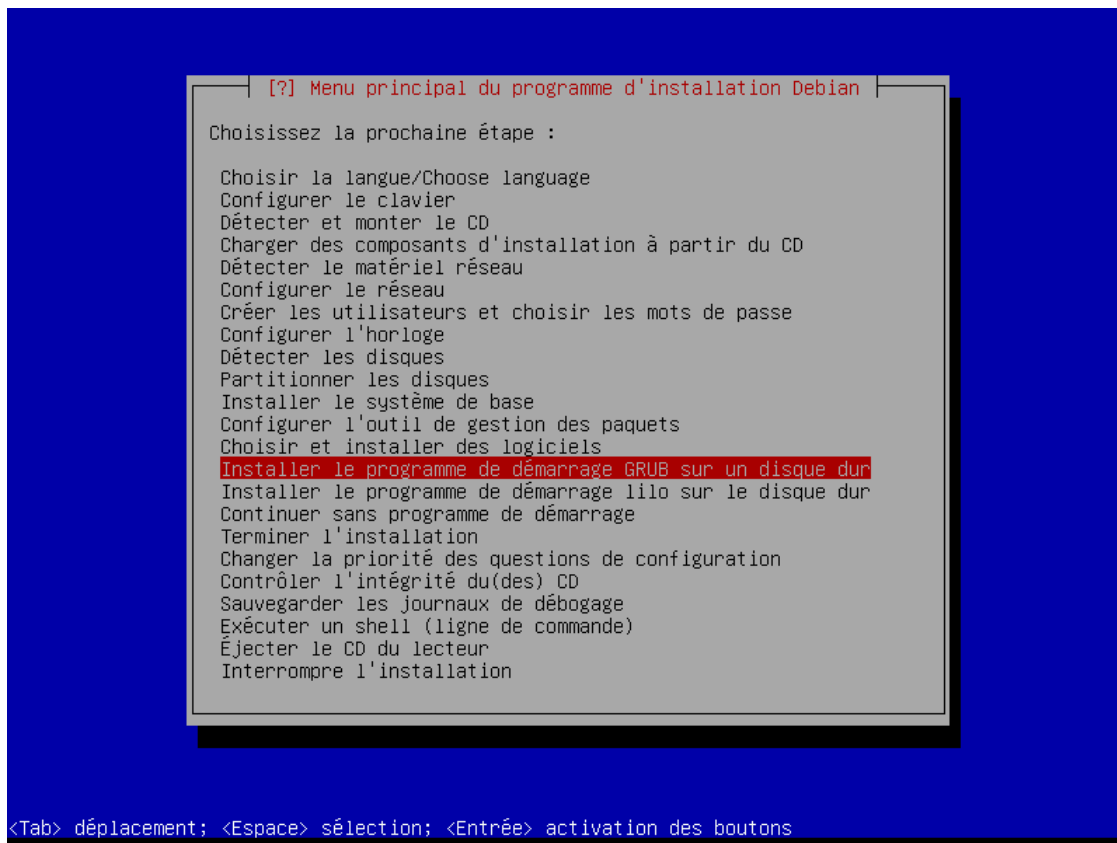 [?] Menu principal du programme d'installation Debian
Choisissez la prochaine étape :
Choisir la langue/Choose language
Configurer le clavier
Détecter et monter le CD
Charger des composants d'installation à partir du CD
Détecter le matériel réseau
Configurer le réseau
Créer les utilisateurs et choisir les mots de passe
Configurer l'horloge
Détecter les disques
Partitionner les disques
Installer le système de base
Configurer l'outil de gestion des paquets
Choisir et installer des logiciels
Installer le programme de démarrage GRUB sur un disque dur
Installer le programme de démarrage lilo sur le disque dur
Continuer sans programme de démarrage
Terminer l'installation
Changer la priorité des questions de configuration
Contrôler l'intégrité du(des) CD
Sauvegarder les journaux de débogage
Exécuter un shell (ligne de commande)
Éjecter le CD du lecteur
Interrompre l'installation
<Tab> déplacement; <Espace> sélection; <Entrée> activation des boutons